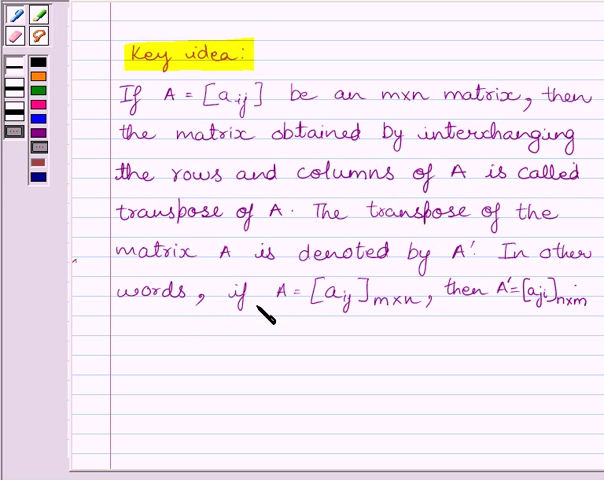 Key idea:
If A = [aij] be an m×n matrix, then
the matrix obtained by interchanging
the rows and columns of A is called
transpose of A. The transpose of the
matrix A is denoted by A'. In other
words, if A = [aij]m×n, then A' = [aji]n×m